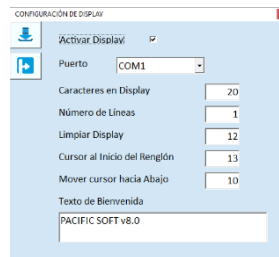 CONFIGURACIÓN DE DISPLAY
Activar Display
Puerto COM1
Caracteres en Display 20
Número de Líneas 1
Limpiar Display 12
Cursor al Inicio del Renglón 13
Mover cursor hacia Abajo 10
Texto de Bienvenida
PACIFIC SOFT v8.0